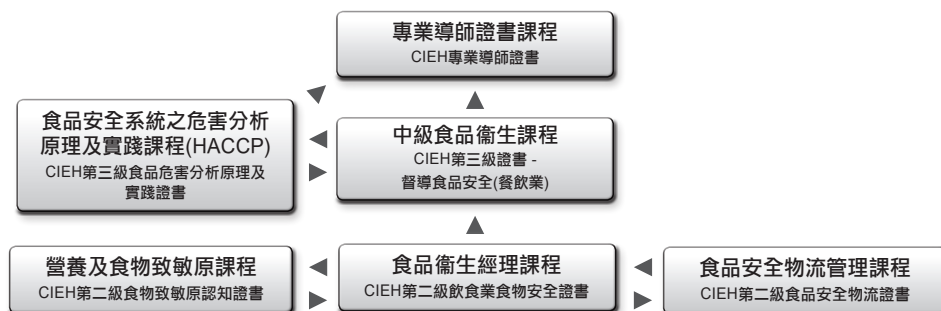 專業導師證書課程
CIEH專業導師證書
食品安全系統之危害分析
原理及實踐課程(HACCP)
CIEH第三級食品危害分析原理及
實踐證書
中級食品衞生課程
CIEH第三級證書 -
督導食品安全(餐飲業)
營養及食物致敏原課程
CIEH第二級食物致敏原認知證書
食品衞生經理課程
CIEH第二級飲食業食物安全證書
食品安全物流管理課程
CIEH第二級食品安全物流證書